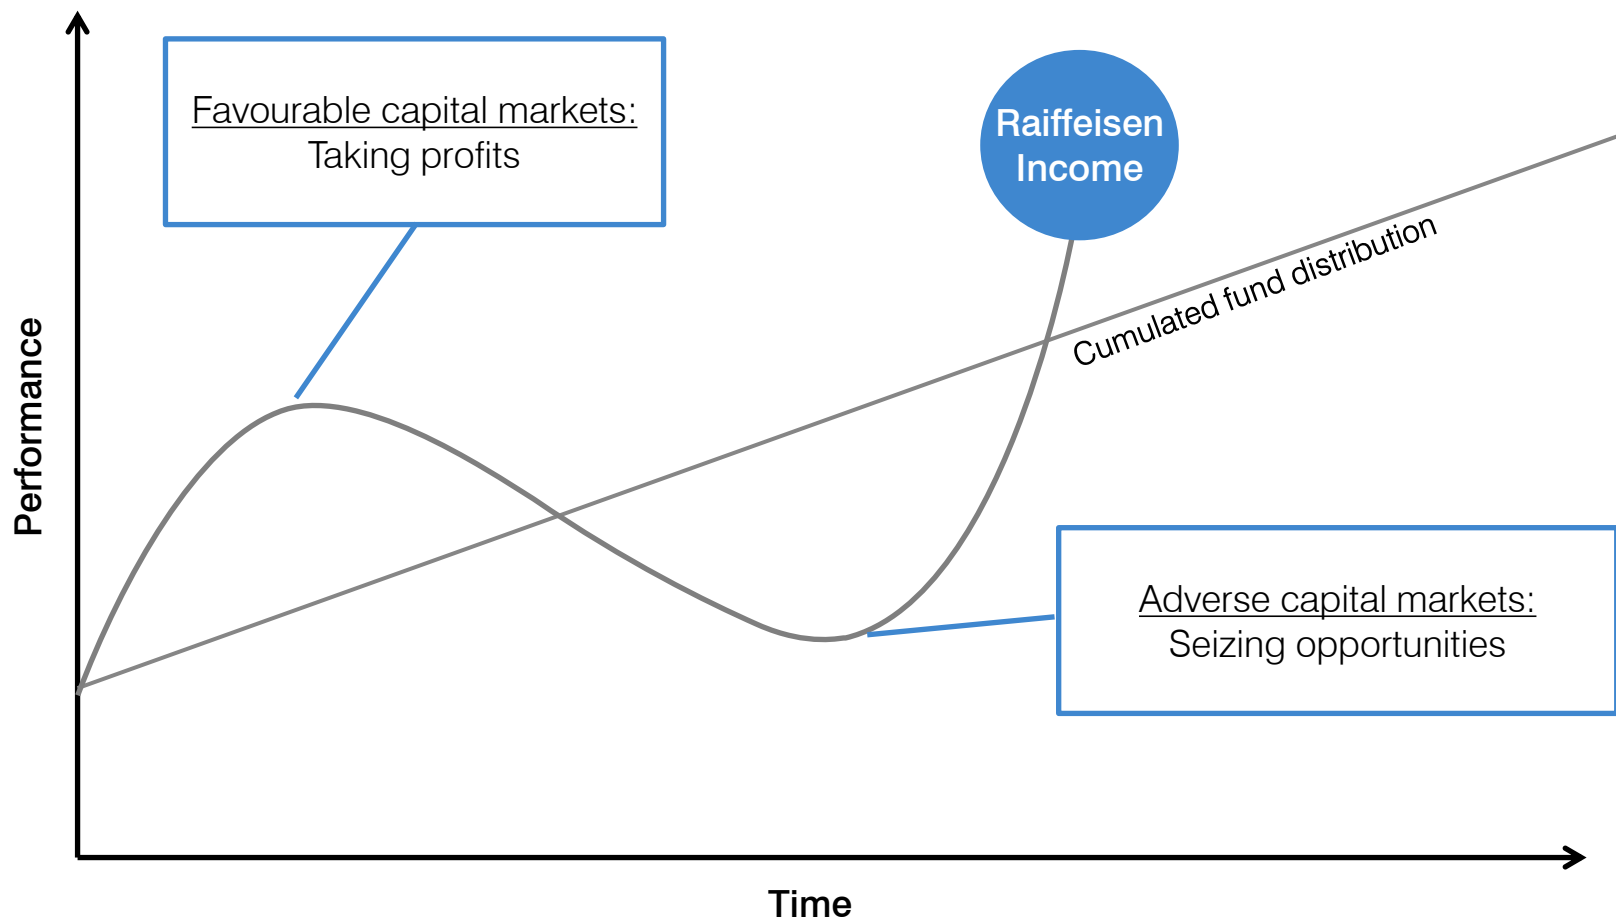 Favourable capital markets:
Taking profits
Raiffeisen
Income
Cumulated fund distribution
Performance
Adverse capital markets:
Seizing opportunities
Time